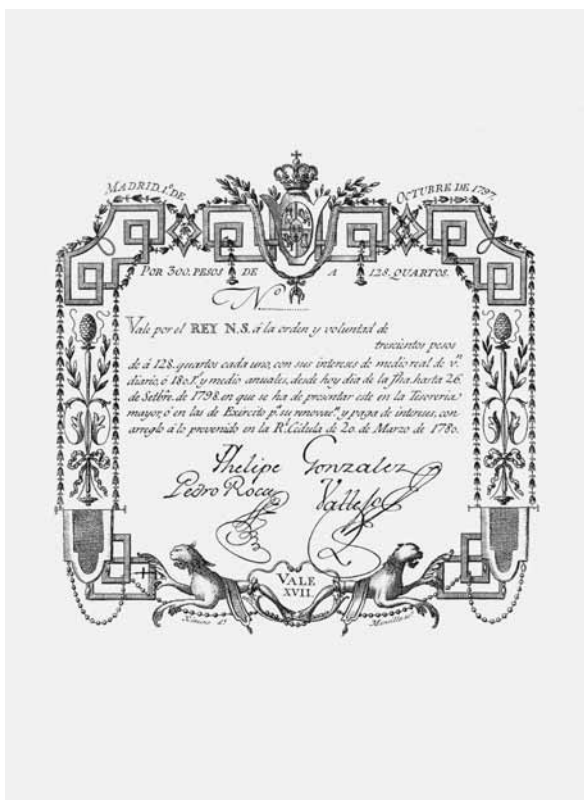 MADRID, 1.º DE OCTUBRE DE 1797.
POR 300. PESOS DE A 128. QUARTOS.
N.º
Vale por el REY N.S. á la orden y voluntad de
trescientos pesos
de á 128. quartos cada uno, con sus intereses de medio real de v.n
diario, ó 180. r.s y medio anuales, desde hoy dia de la fha. hasta 26.
de Setbre. de 1798. en que se ha de presentar este en la Tesoreria
mayor, ó en las de Exército p.a su renovac.n y paga de intereses, con
arreglo á lo prevenido en la R.l Cédula de 20. de Marzo de 1780.
Phelipe Gonzalez
Pedro Roca Vallejo
VALE
XVII.